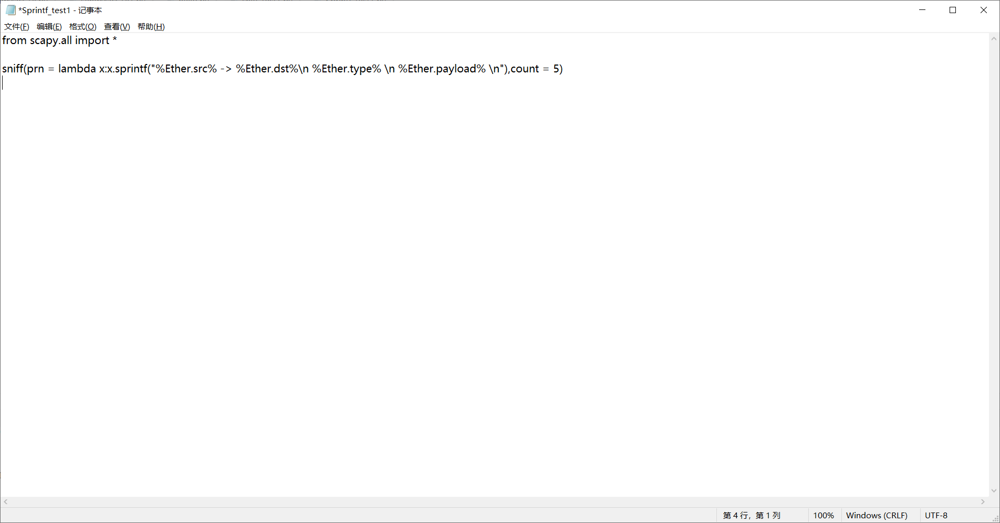 *Sprintf_test1 - 记事本
文件(F) 编辑(E) 格式(O) 查看(V) 帮助(H)
from scapy.all import *
sniff(prn = lambda x:x.sprintf("%Ether.src% -> %Ether.dst%\n %Ether.type% \n %Ether.payload% \n"),count = 5)
第 4 行，第 1 列 100% Windows (CRLF) UTF-8